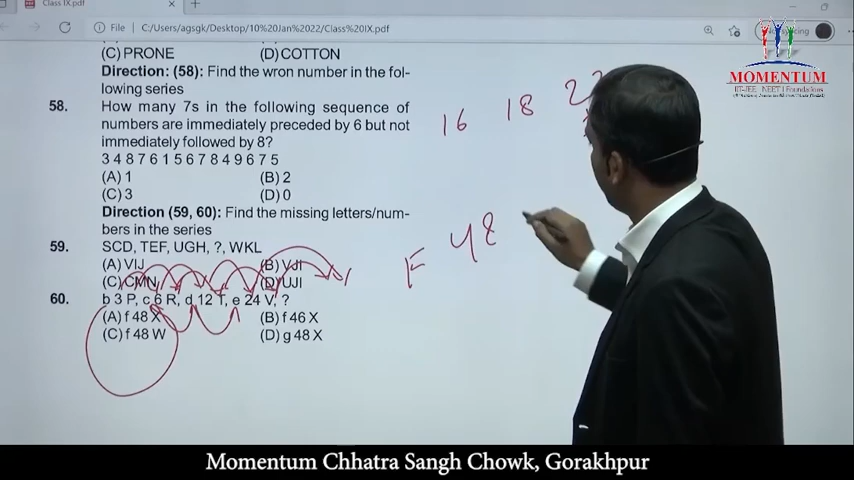 Class IX.pdf
File
C:/Users/agsgk/Desktop/10%20Jan%2022/Class%20IX.pdf
MOMENTUM
(C) PRONE (D) COTTON
Direction: (58): Find the wron number in the fol-
lowing series
58. How many 7s in the following sequence of
numbers are immediately preceded by 6 but not
immediately followed by 8?
3 4 8 7 6 1 5 6 7 8 4 9 6 7 5
(A) 1 (B) 2
(C) 3 (D) 0
Direction (59, 60): Find the missing letters/num-
bers in the series
59. SCD, TEF, UGH, ?, WKL
(A) VIJ (B) VJI
(C) CMN (D) UJI
60. b 3 P, c 6 R, d 12 T, e 24 V, ?
(A) f 48 X (B) f 46 X
(C) f 48 W (D) g 48 X
16 18 22
F 48
Momentum Chhatra Sangh Chowk, Gorakhpur